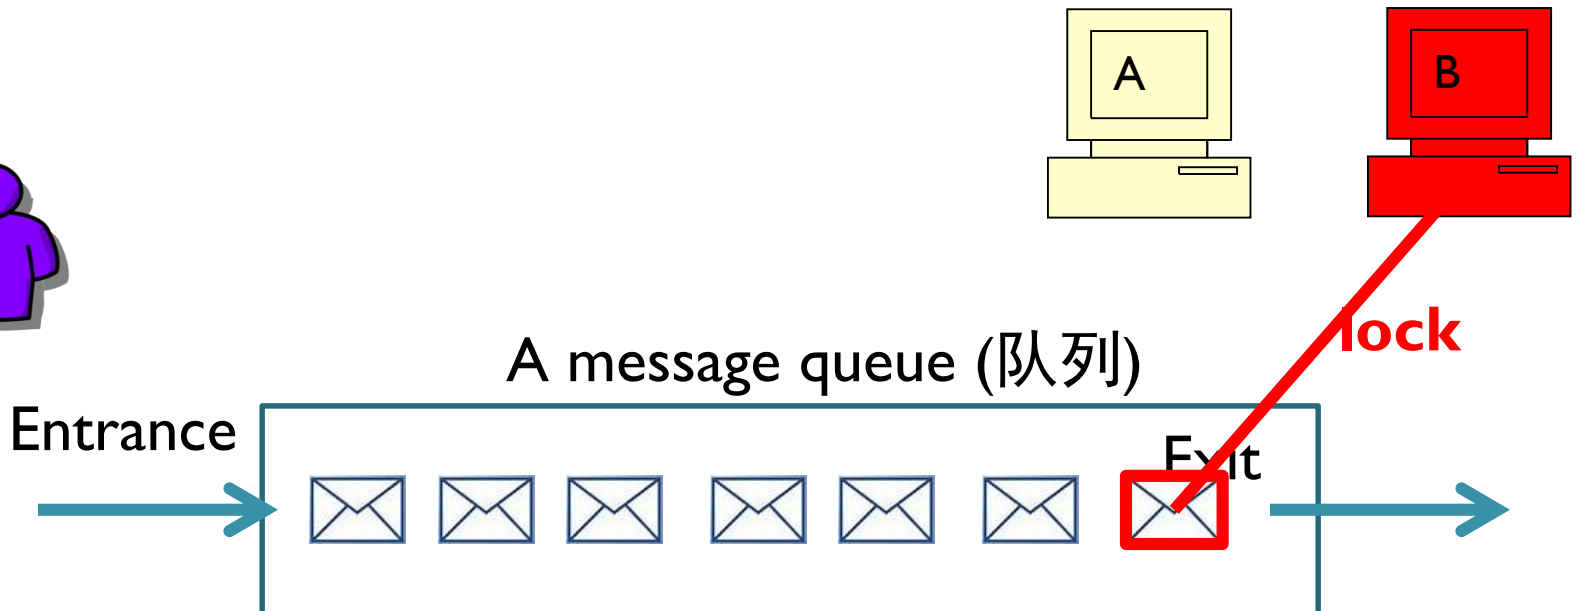 A
B
lock
A message queue (队列)
Entrance
Exit